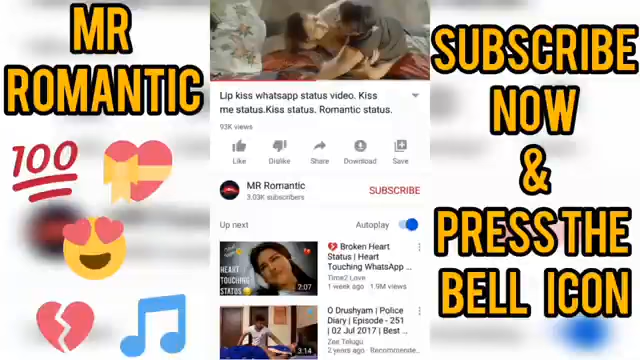 MR
ROMANTIC
100
Lip kiss whatsapp status video. Kiss
me status.Kiss status. Romantic status.
93K views
Like
Dislike
Share
Download
Save
MR Romantic
3.03K subscribers
SUBSCRIBE
Up next
Autoplay
HEART
TOUCHING
STATUS
2:07
💔 Broken Heart
Status | Heart
Touching WhatsApp ...
Time2 Love
1 week ago 1.9M views
3:14
O Drushyam | Police
Diary | Episode - 251
| 02 Jul 2017 | Best ...
Zee Telugu
2 years ago Recommende...
SUBSCRIBE
NOW
&
PRESS THE
BELL ICON